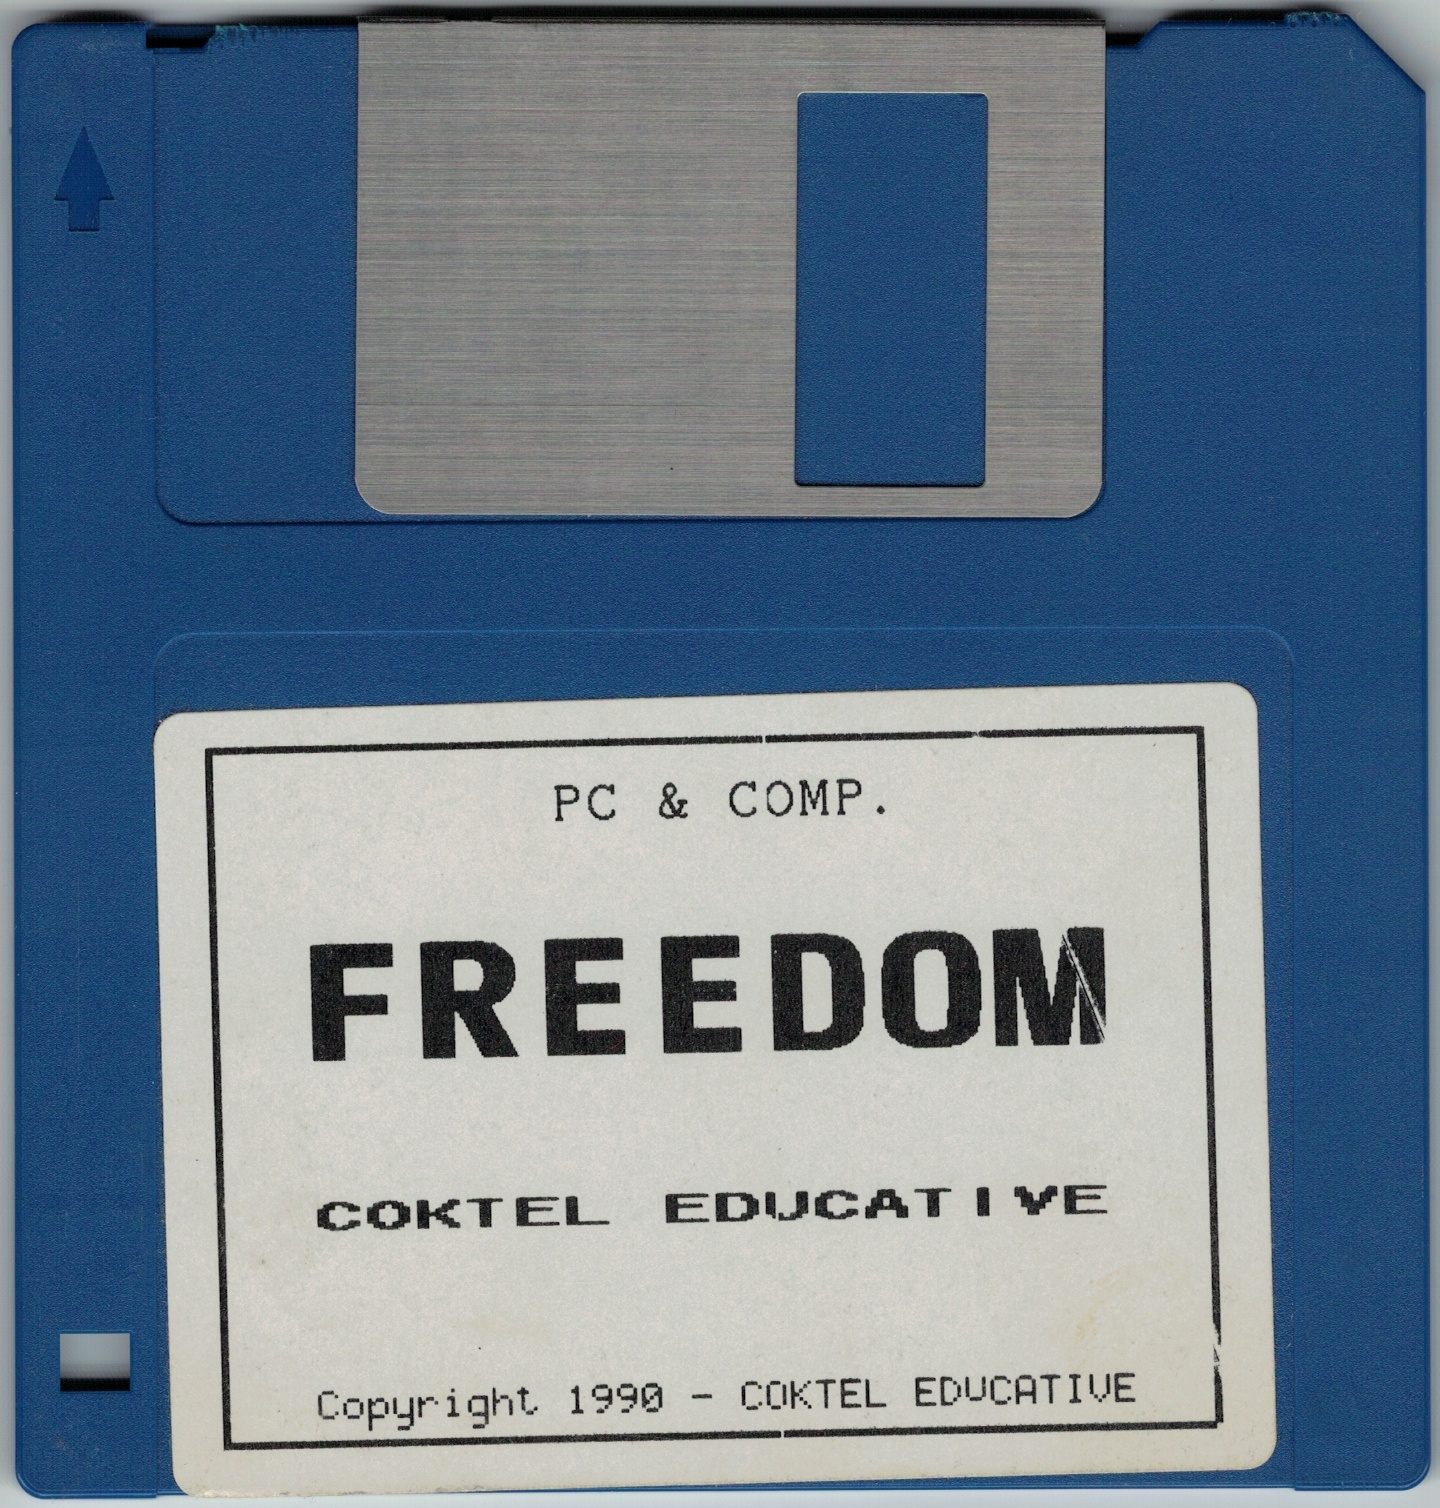 PC & COMP.
FREEDOM
COKTEL EDUCATIVE
Copyright 1990 - COKTEL EDUCATIVE